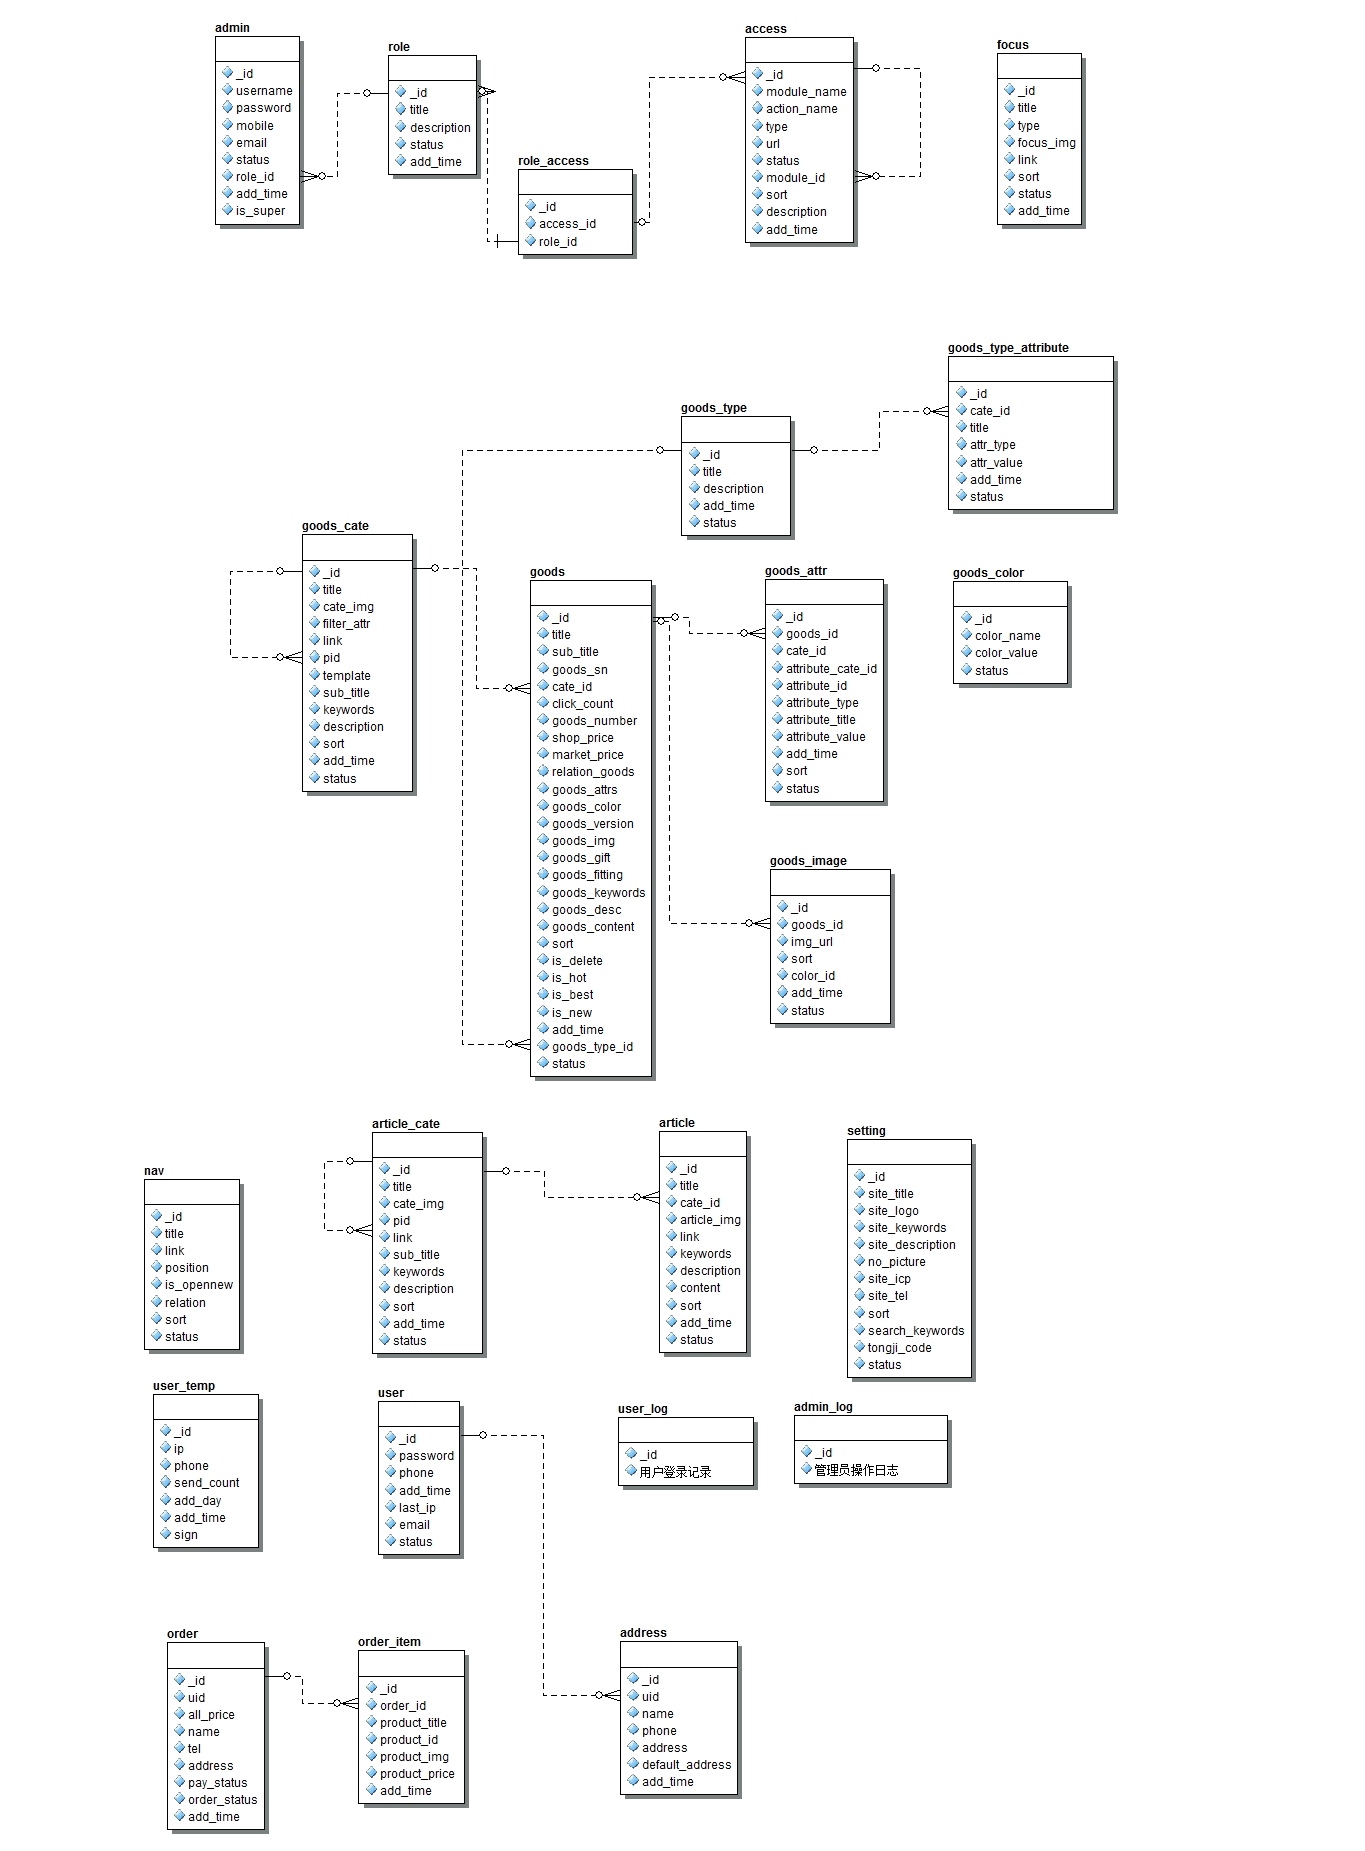 admin
_id
username
password
mobile
email
status
role_id
add_time
is_super
role
_id
title
description
status
add_time
role_access
_id
access_id
role_id
access
_id
module_name
action_name
type
url
status
module_id
sort
description
add_time
focus
_id
title
type
focus_img
link
sort
status
add_time
goods_type_attribute
_id
cate_id
title
attr_type
attr_value
add_time
status
goods_type
_id
title
description
add_time
status
goods_cate
_id
title
cate_img
filter_attr
link
pid
template
sub_title
keywords
description
sort
add_time
status
goods
_id
title
sub_title
goods_sn
cate_id
click_count
goods_number
shop_price
market_price
relation_goods
goods_attrs
goods_color
goods_version
goods_img
goods_gift
goods_fitting
goods_keywords
goods_desc
goods_content
sort
is_delete
is_hot
is_best
is_new
add_time
goods_type_id
status
goods_attr
_id
goods_id
cate_id
attribute_cate_id
attribute_id
attribute_type
attribute_title
attribute_value
add_time
sort
status
goods_color
_id
color_name
color_value
status
goods_image
_id
goods_id
img_url
sort
color_id
add_time
status
nav
_id
title
link
position
is_opennew
relation
sort
status
article_cate
_id
title
cate_img
pid
link
sub_title
keywords
description
sort
add_time
status
article
_id
title
cate_id
article_img
link
keywords
description
content
sort
add_time
status
setting
_id
site_title
site_logo
site_keywords
site_description
no_picture
site_icp
site_tel
sort
search_keywords
tongji_code
status
user_temp
_id
ip
phone
send_count
add_day
add_time
sign
user
_id
password
phone
add_time
last_ip
email
status
user_log
_id
用户登录记录
admin_log
_id
管理员操作日志
order
_id
uid
all_price
name
tel
address
pay_status
order_status
add_time
order_item
_id
order_id
product_title
product_id
product_img
product_price
add_time
address
_id
uid
name
phone
address
default_address
add_time